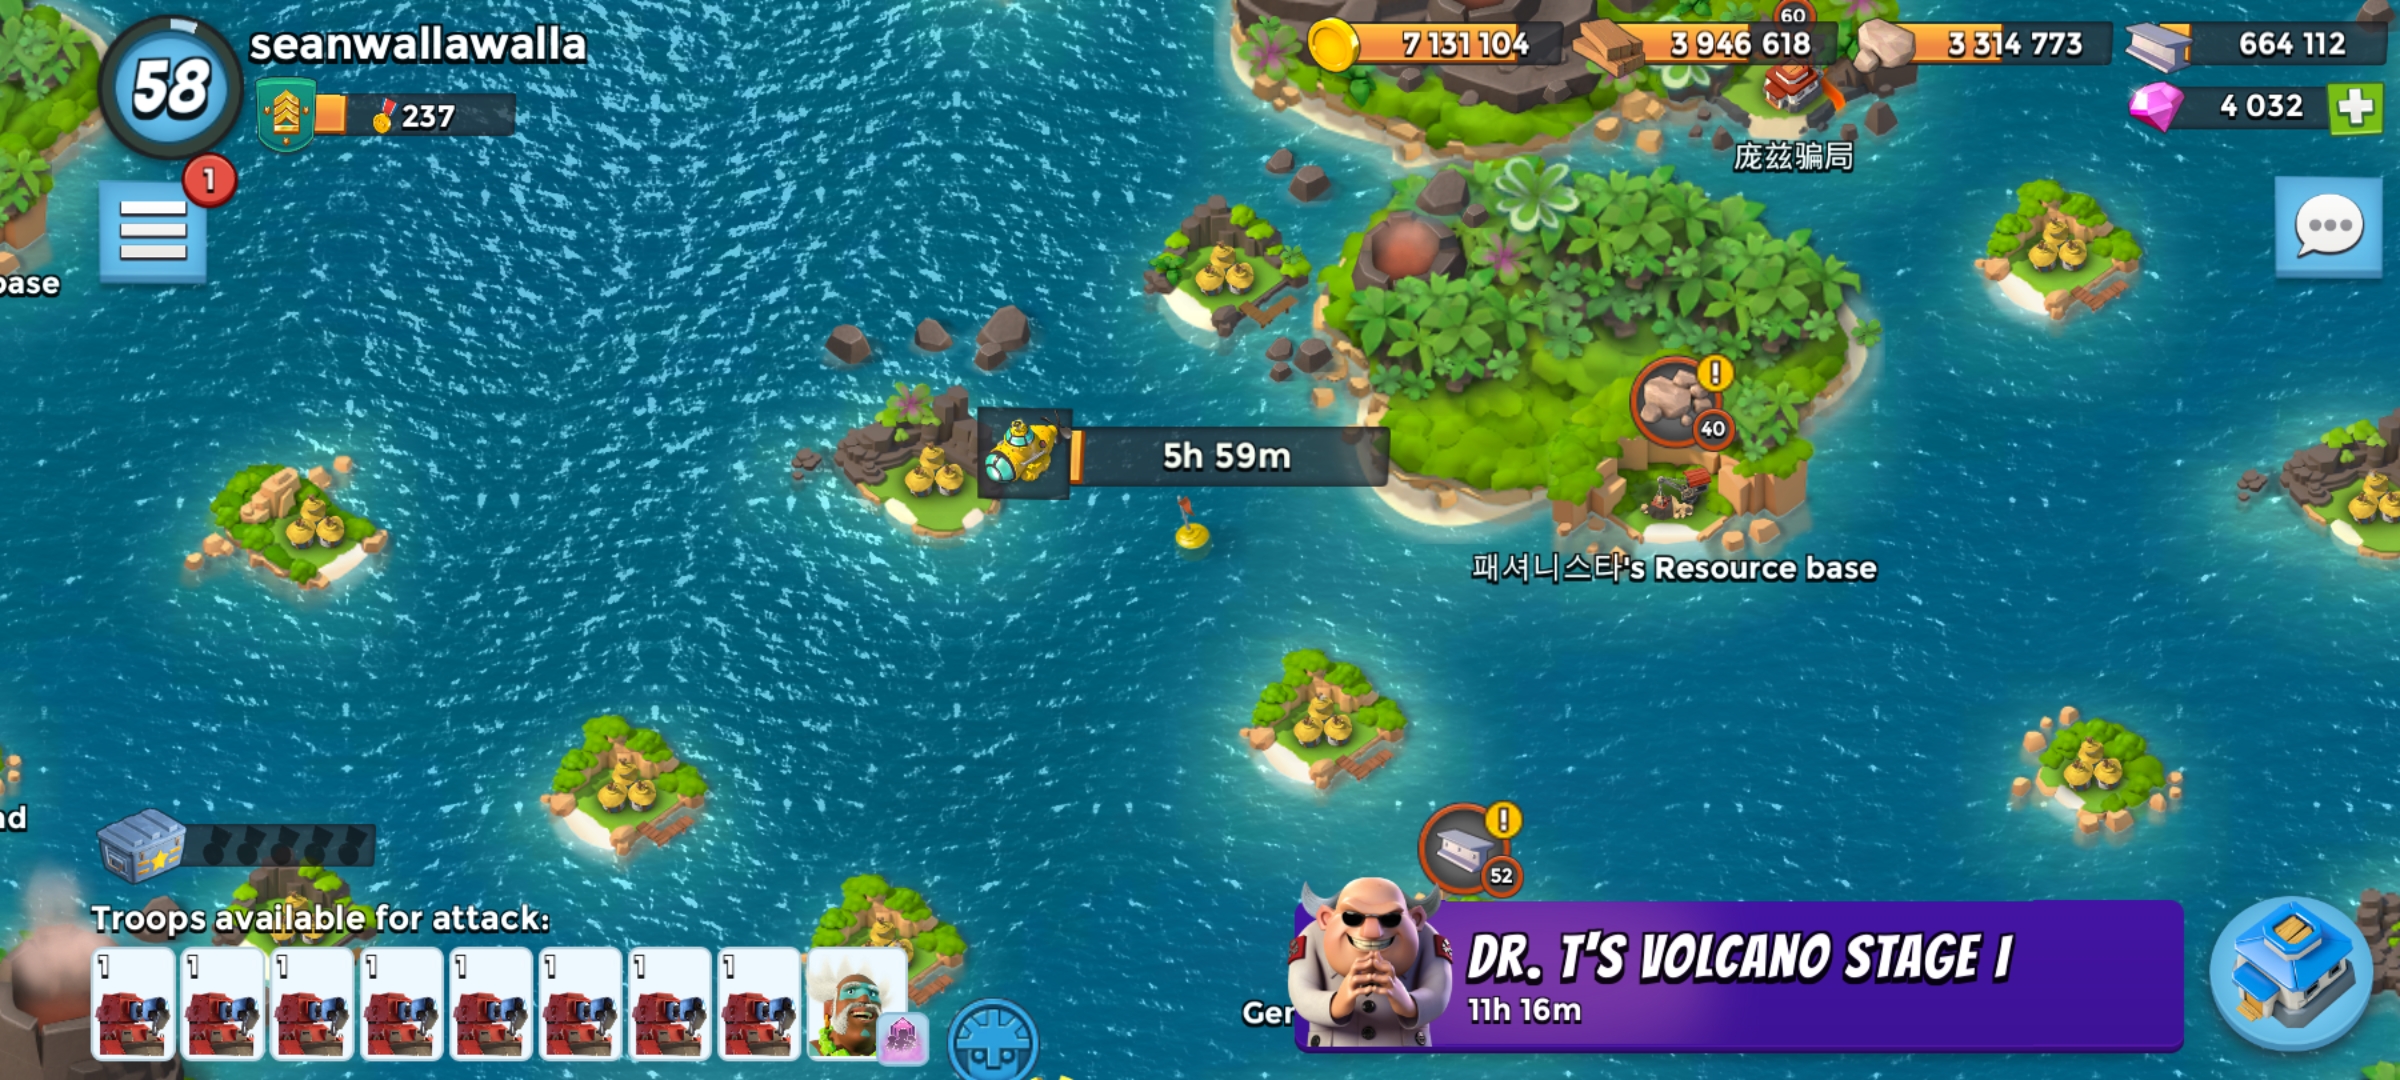 58
seanwallawalla
237
1
60
7 131 104
3 946 618
3 314 773
664 112
4 032
庞兹骗局
base
!
40
5h 59m
패셔니스타's Resource base
nd
!
52
Troops available for attack:
1
1
1
1
1
1
1
1
Ger
DR. T'S VOLCANO STAGE I
11h 16m